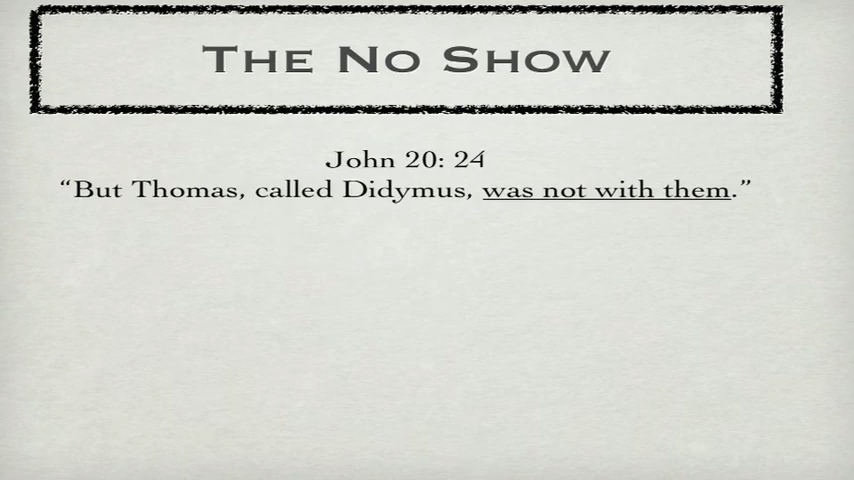 The No Show
John 20: 24
“But Thomas, called Didymus, was not with them.”